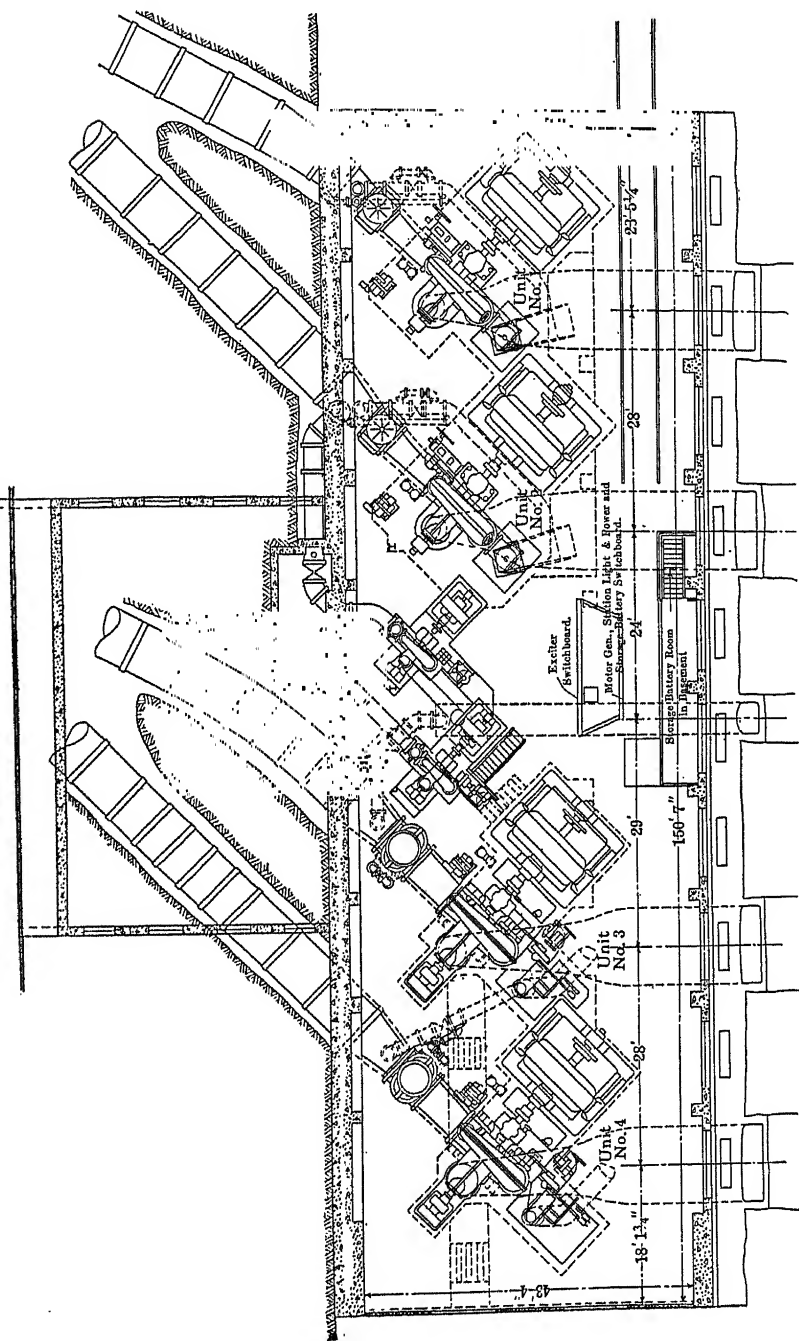 43'-4"
Unit
No.
Unit
No.
Exciter
Switchboard.
Motor Gen., Station Light & Power and
Storage Battery Switchboard.
Unit
No. 4
Unit
No. 3
18' 1¾"
28'
29'
24'
28'
23' 5¼"
Storage Battery Room
in Basement
150' 7"